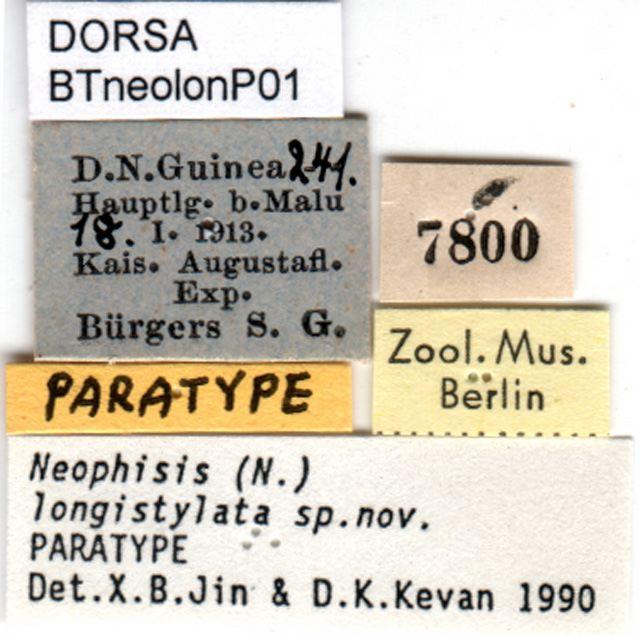 DORSA
BTneolonP01
D.N.Guinea 241.
Hauptlg. b. Malu
18. I. 1913.
Kais. Augustafl.
Exp.
Bürgers S. G.
7800
Zool. Mus.
Berlin
PARATYPE
Neophisis (N.)
longistylata sp.nov.
PARATYPE
Det.X.B.Jin & D.K.Kevan 1990